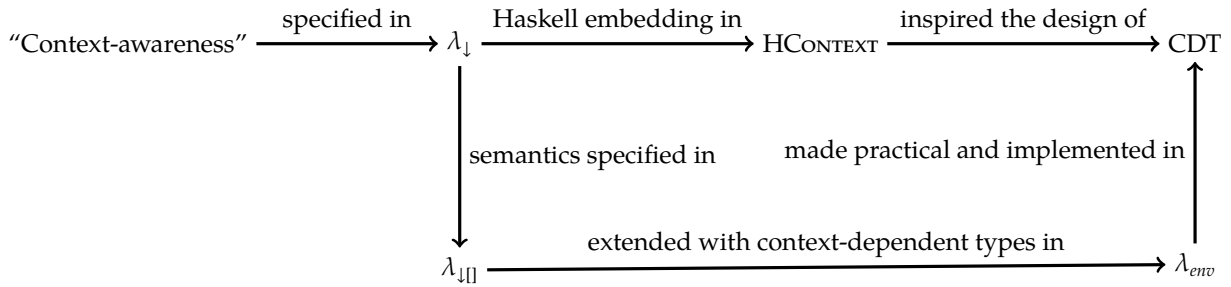 specified in Haskell embedding in inspired the design of
“Context-awareness” λ↓ HCONTEXT CDT
semantics specified in made practical and implemented in
extended with context-dependent types in
λ↓[] λenv